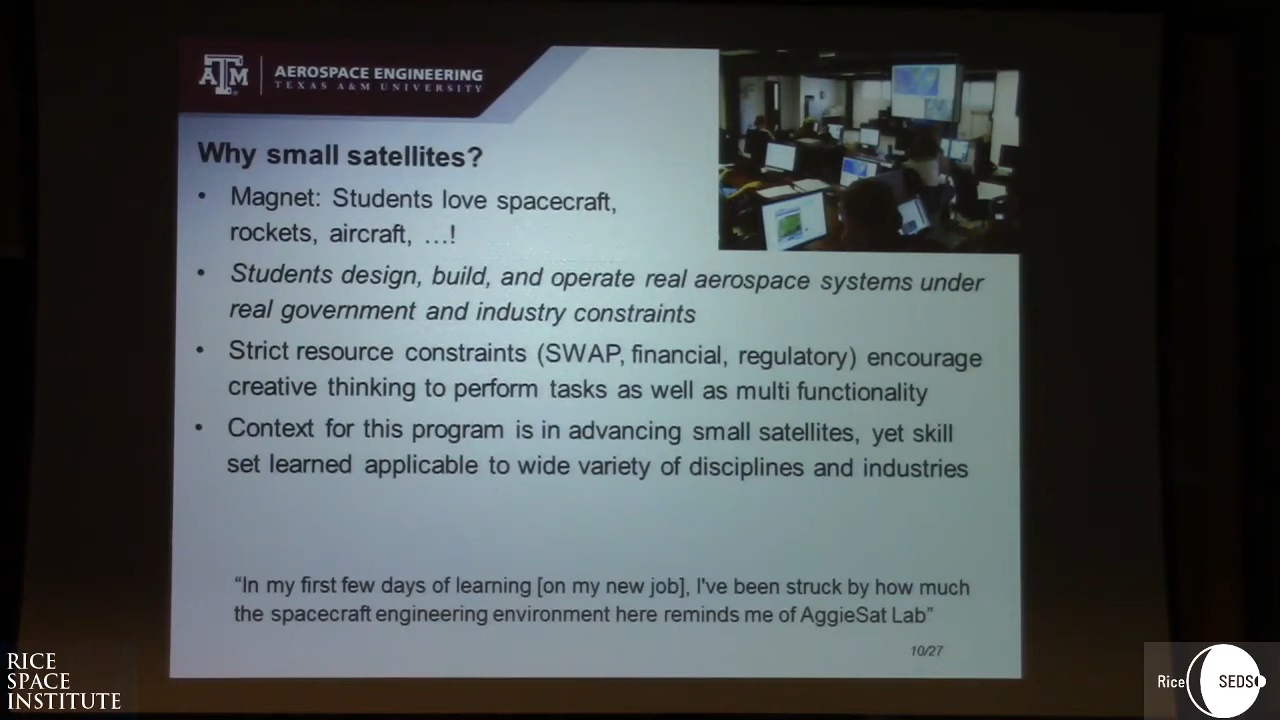 AEROSPACE ENGINEERING
TEXAS A&M UNIVERSITY
Why small satellites?
• Magnet: Students love spacecraft,
rockets, aircraft, …!
• Students design, build, and operate real aerospace systems under
real government and industry constraints
• Strict resource constraints (SWAP, financial, regulatory) encourage
creative thinking to perform tasks as well as multi functionality
• Context for this program is in advancing small satellites, yet skill
set learned applicable to wide variety of disciplines and industries
“In my first few days of learning [on my new job], I've been struck by how much
the spacecraft engineering environment here reminds me of AggieSat Lab”
10/27
RICE
SPACE
INSTITUTE
Rice SEDS